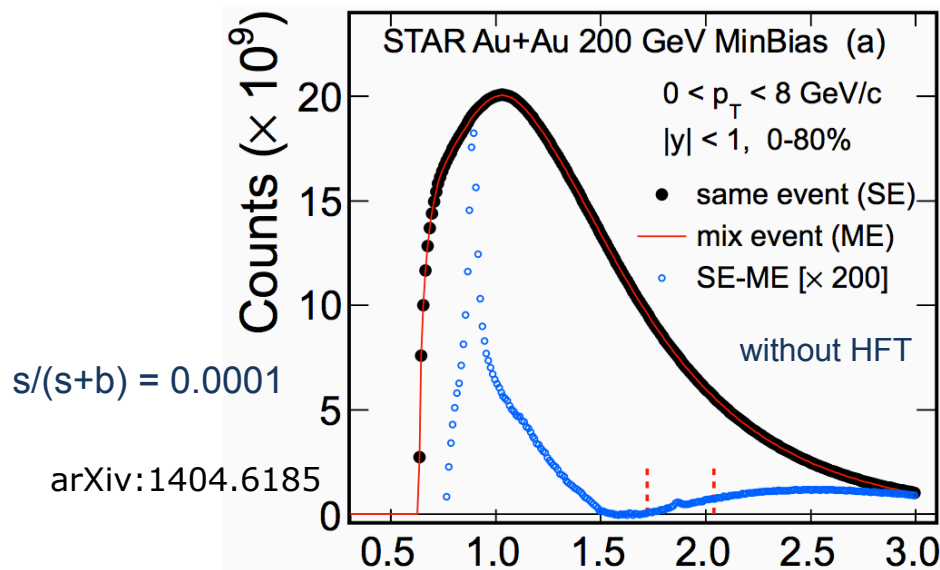 STAR Au+Au 200 GeV MinBias (a)
0 < p_T < 8 GeV/c
|y| < 1, 0-80%
same event (SE)
mix event (ME)
SE-ME [× 200]
without HFT
Counts (× 10⁹)
20
15
10
5
0
s/(s+b) = 0.0001
arXiv:1404.6185
0.5 1.0 1.5 2.0 2.5 3.0